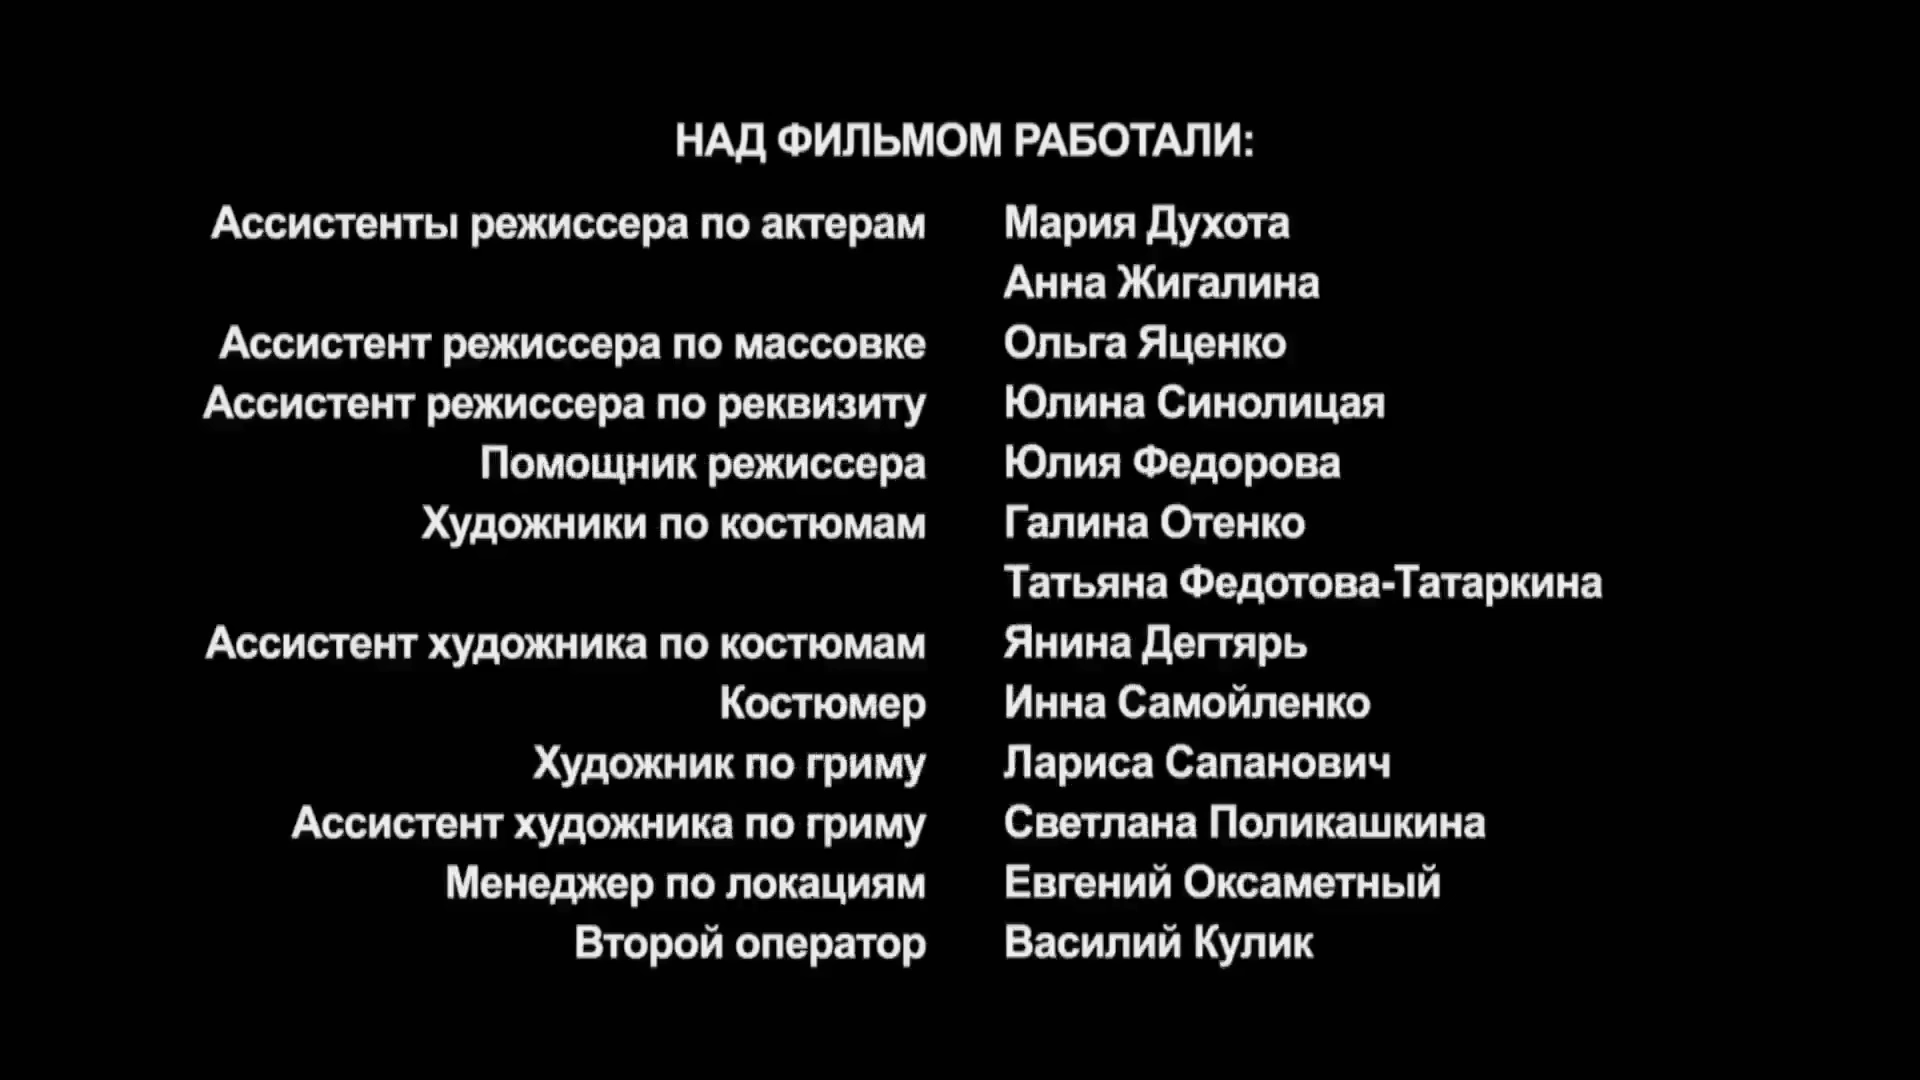 НАД ФИЛЬМОМ РАБОТАЛИ:
Ассистенты режиссера по актерам Мария Духота
Анна Жигалина
Ассистент режиссера по массовке Ольга Яценко
Ассистент режиссера по реквизиту Юлина Синолицая
Помощник режиссера Юлия Федорова
Художники по костюмам Галина Отенко
Татьяна Федотова-Татаркина
Ассистент художника по костюмам Янина Дегтярь
Костюмер Инна Самойленко
Художник по гриму Лариса Сапанович
Ассистент художника по гриму Светлана Поликашкина
Менеджер по локациям Евгений Оксаметный
Второй оператор Василий Кулик